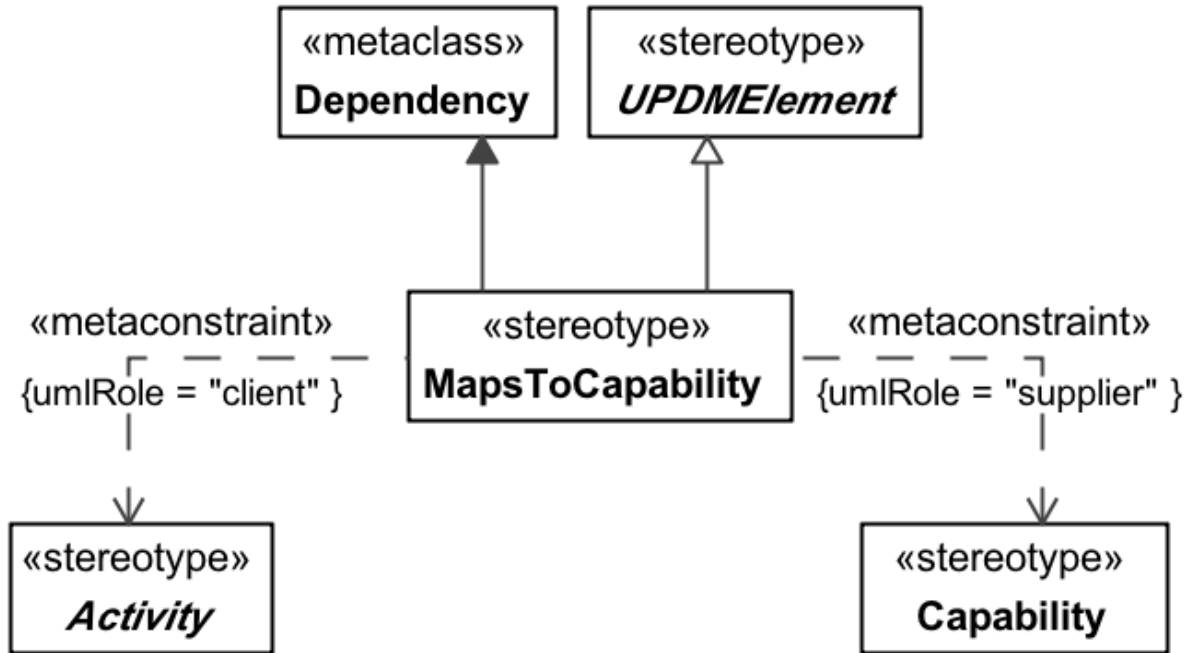 «metaclass»
Dependency
«stereotype»
UPDMElement
«metaconstraint»
{umlRole = "client" }
«stereotype»
MapsToCapability
«metaconstraint»
{umlRole = "supplier" }
«stereotype»
Activity
«stereotype»
Capability